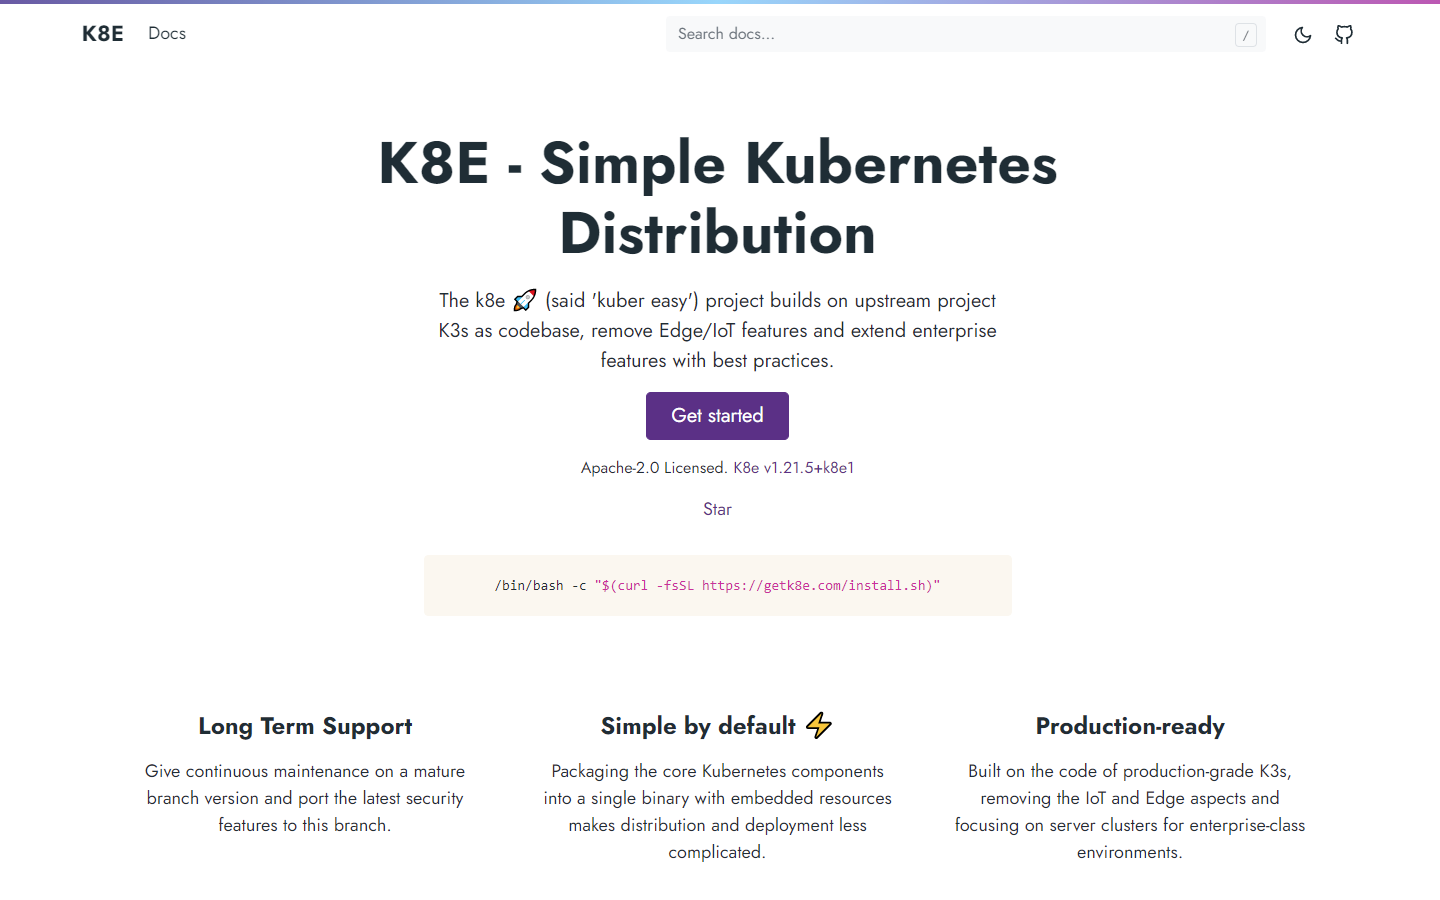 K8E Docs Search docs... /
K8E - Simple Kubernetes
Distribution
The k8e 🚀 (said 'kuber easy') project builds on upstream project
K3s as codebase, remove Edge/IoT features and extend enterprise
features with best practices.
Get started
Apache-2.0 Licensed. K8e v1.21.5+k8e1
Star
/bin/bash -c "$(curl -fsSL https://getk8e.com/install.sh)"
Long Term Support
Give continuous maintenance on a mature
branch version and port the latest security
features to this branch.
Simple by default ⚡
Packaging the core Kubernetes components
into a single binary with embedded resources
makes distribution and deployment less
complicated.
Production-ready
Built on the code of production-grade K3s,
removing the IoT and Edge aspects and
focusing on server clusters for enterprise-class
environments.